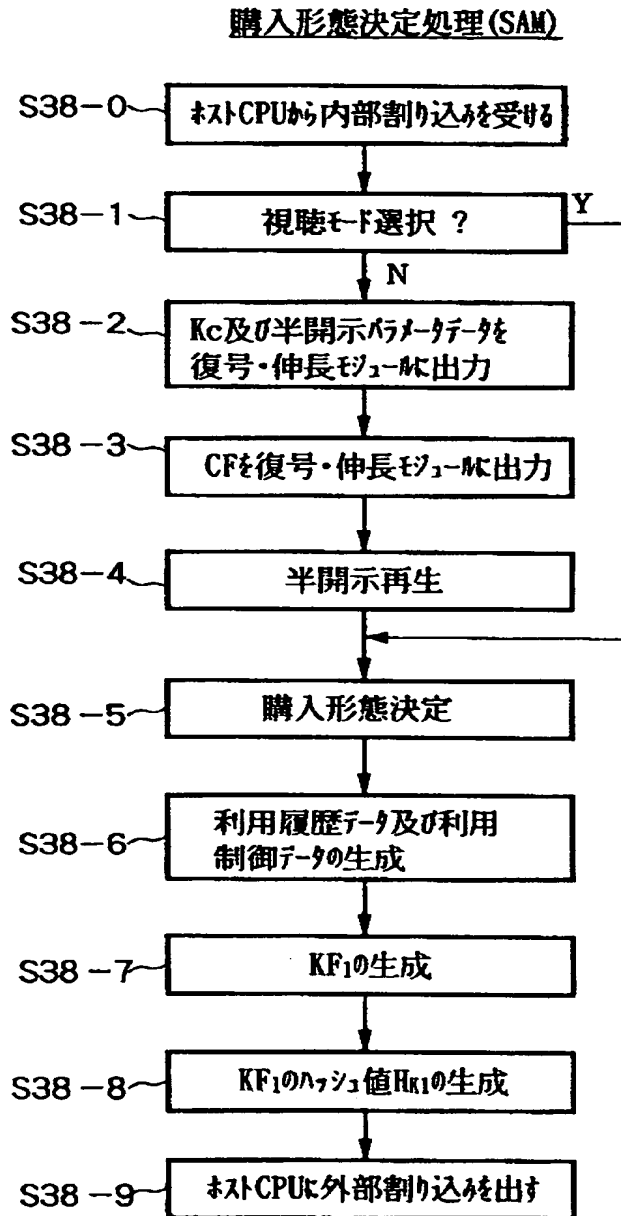 購入形態決定処理(SAM)
S38-0
ホストCPUから内部割り込みを受ける
S38-1
視聴モード選択 ?
Y
N
S38-2
Kc及び半開示パラメータデータを
復号・伸長モジュールに出力
S38-3
CFを復号・伸長モジュールに出力
S38-4
半開示再生
S38-5
購入形態決定
S38-6
利用履歴データ及び利用
制御データの生成
S38-7
KF₁の生成
S38-8
KF₁のハッシュ値HK1の生成
S38-9
ホストCPUに外部割り込みを出す